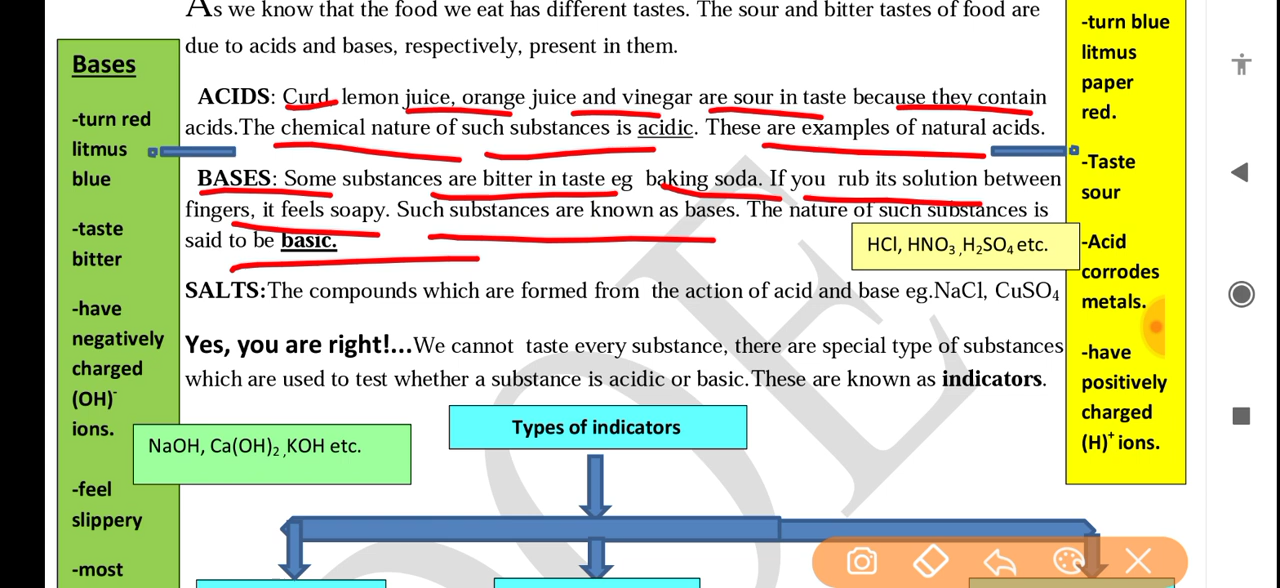 As we know that the food we eat has different tastes. The sour and bitter tastes of food are
due to acids and bases, respectively, present in them.
ACIDS: Curd, lemon juice, orange juice and vinegar are sour in taste because they contain
acids.The chemical nature of such substances is acidic. These are examples of natural acids.
BASES: Some substances are bitter in taste eg baking soda. If you rub its solution between
fingers, it feels soapy. Such substances are known as bases. The nature of such substances is
said to be basic.
HCl, HNO₃ ,H₂SO₄ etc.
SALTS:The compounds which are formed from the action of acid and base eg.NaCl, CuSO₄
Yes, you are right!...We cannot taste every substance, there are special type of substances
which are used to test whether a substance is acidic or basic.These are known as indicators.
Types of indicators
Bases
-turn red
litmus
blue
-taste
bitter
-have
negatively
charged
(OH)⁻
ions.
NaOH, Ca(OH)₂ ,KOH etc.
-feel
slippery
-most
-turn blue
litmus
paper
red.
-Taste
sour
-Acid
corrodes
metals.
-have
positively
charged
(H)⁺ ions.